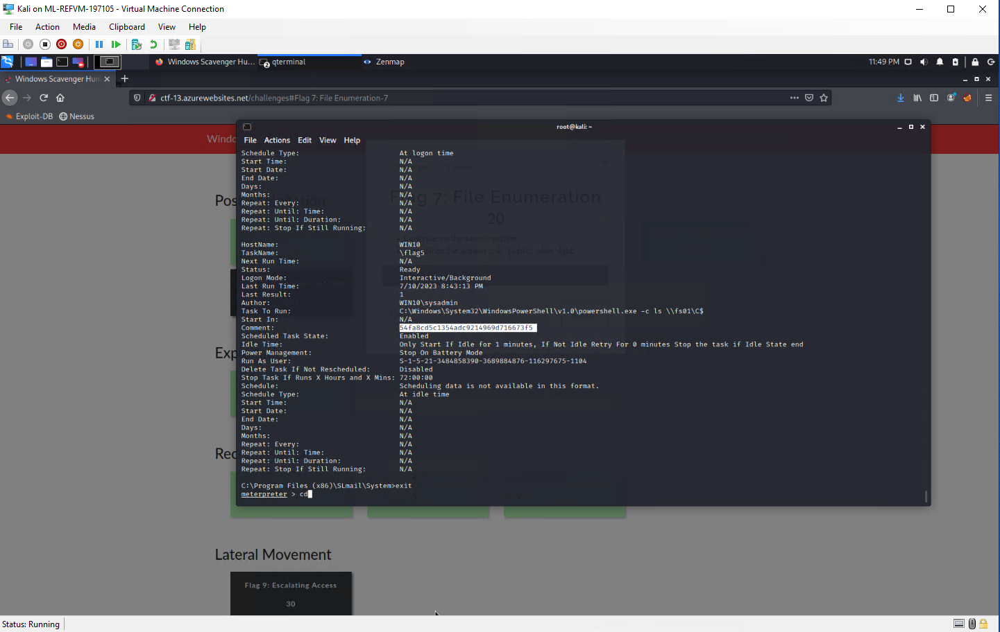 Kali on ML-REFVM-197105 - Virtual Machine Connection
File Action Media Clipboard View Help
Windows Scavenger Hu... qterminal Zenmap 11:49 PM
2
Windows Scavenger Hun
ctf-13.azurewebsites.net/challenges#Flag 7: File Enumeration-7
Exploit-DB Nessus
Windo
root@kali: ~
File Actions Edit View Help
Schedule Type: At logon time
Start Time: N/A
Start Date: N/A
End Date: N/A
Days: N/A
Months: N/A
Repeat: Every: N/A
Repeat: Until: Time: N/A
Repeat: Until: Duration: N/A
Repeat: Stop If Still Running: N/A
Flag 7: File Enumeration
20
HostName: WIN10
TaskName: \flag5
Next Run Time: N/A
Status: Ready
Logon Mode: Interactive/Background
Last Run Time: 7/10/2023 8:43:13 PM
Last Result: 1
Author: WIN10\sysadmin
Task To Run: C:\Windows\System32\WindowsPowerShell\v1.0\powershell.exe -c ls \\fs01\C$
Start In: N/A
Comment: 54fa8cd5c1354adc9214969d716673f5
Scheduled Task State: Enabled
Idle Time: Only Start If Idle for 1 minutes, If Not Idle Retry For 0 minutes Stop the task if Idle State end
Power Management: Stop On Battery Mode
Run As User: S-1-5-21-3484858390-3689884876-116297675-1104
Delete Task If Not Rescheduled: Disabled
Stop Task If Runs X Hours and X Mins: 72:00:00
Schedule: Scheduling data is not available in this format.
Schedule Type: At idle time
Start Time: N/A
Start Date: N/A
End Date: N/A
Days: N/A
Months: N/A
Repeat: Every: N/A
Repeat: Until: Time: N/A
Repeat: Until: Duration: N/A
Repeat: Stop If Still Running: N/A
C:\Program Files (x86)\SLmail\System>exit
meterpreter > cd
Pos
Exp
Rec
Lateral Movement
Flag 9: Escalating Access
30
Status: Running